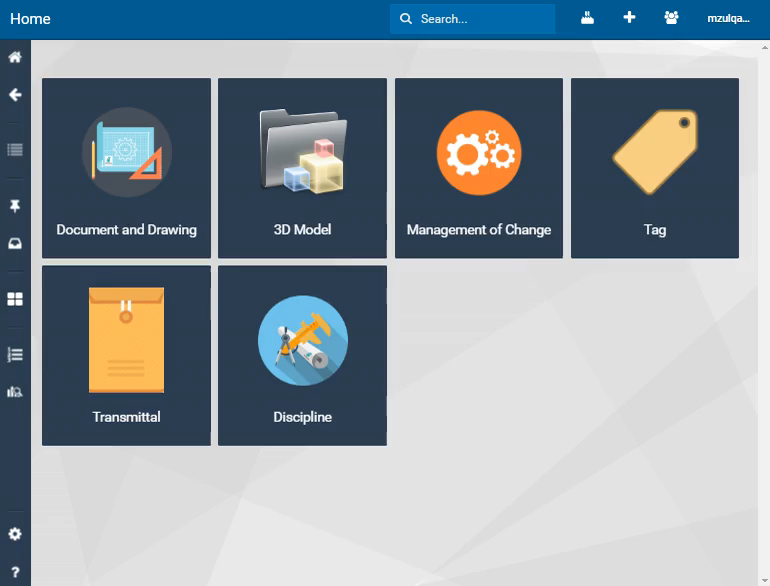 Home
Search...
mzulqa...
Document and Drawing
3D Model
Management of Change
Tag
Transmittal
Discipline
?